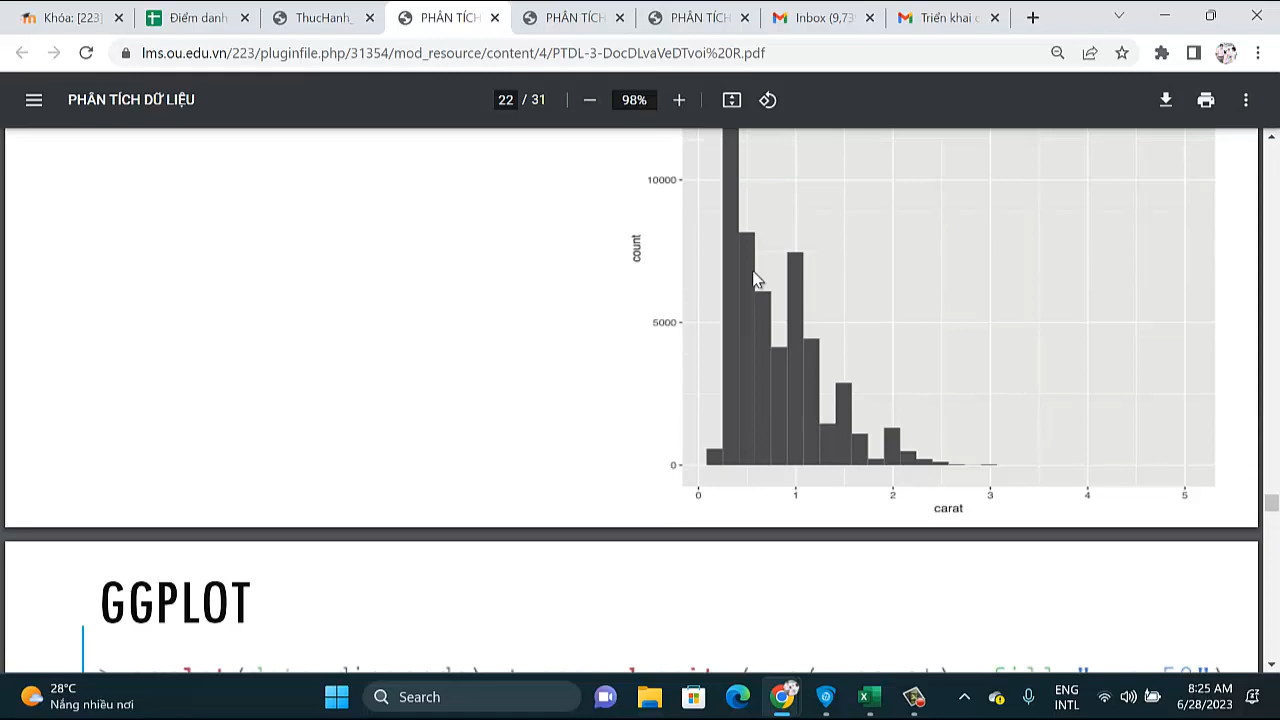 Khóa: [223]
Điểm danh
ThucHanh_
PHÂN TÍCH
PHÂN TÍCH
PHÂN TÍCH
Inbox (9,73
Triển khai c
lms.ou.edu.vn/223/pluginfile.php/31354/mod_resource/content/4/PTDL-3-DocDLvaVeDTvoi%20R.pdf
PHÂN TÍCH DỮ LIỆU
22 / 31
98%
10000
5000
0
count
0 1 2 3 4 5
carat
GGPLOT
28°C
Nắng nhiều nơi
Search
ENG
INTL
8:25 AM
6/28/2023